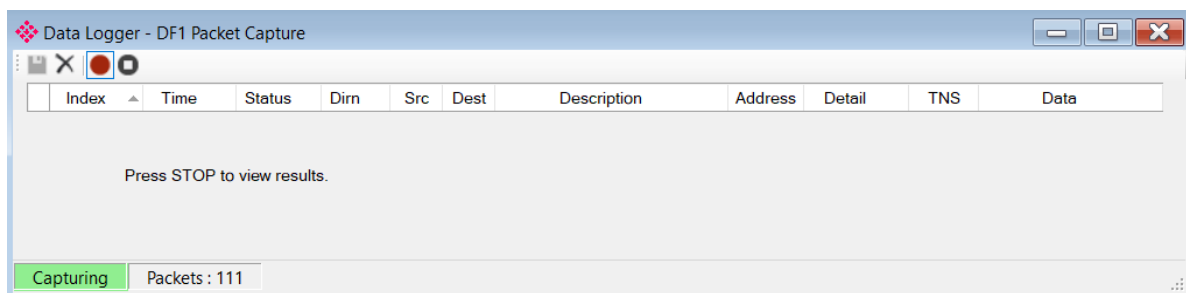 Data Logger - DF1 Packet Capture
Index Time Status Dirn Src Dest Description Address Detail TNS Data
Press STOP to view results.
Capturing Packets : 111